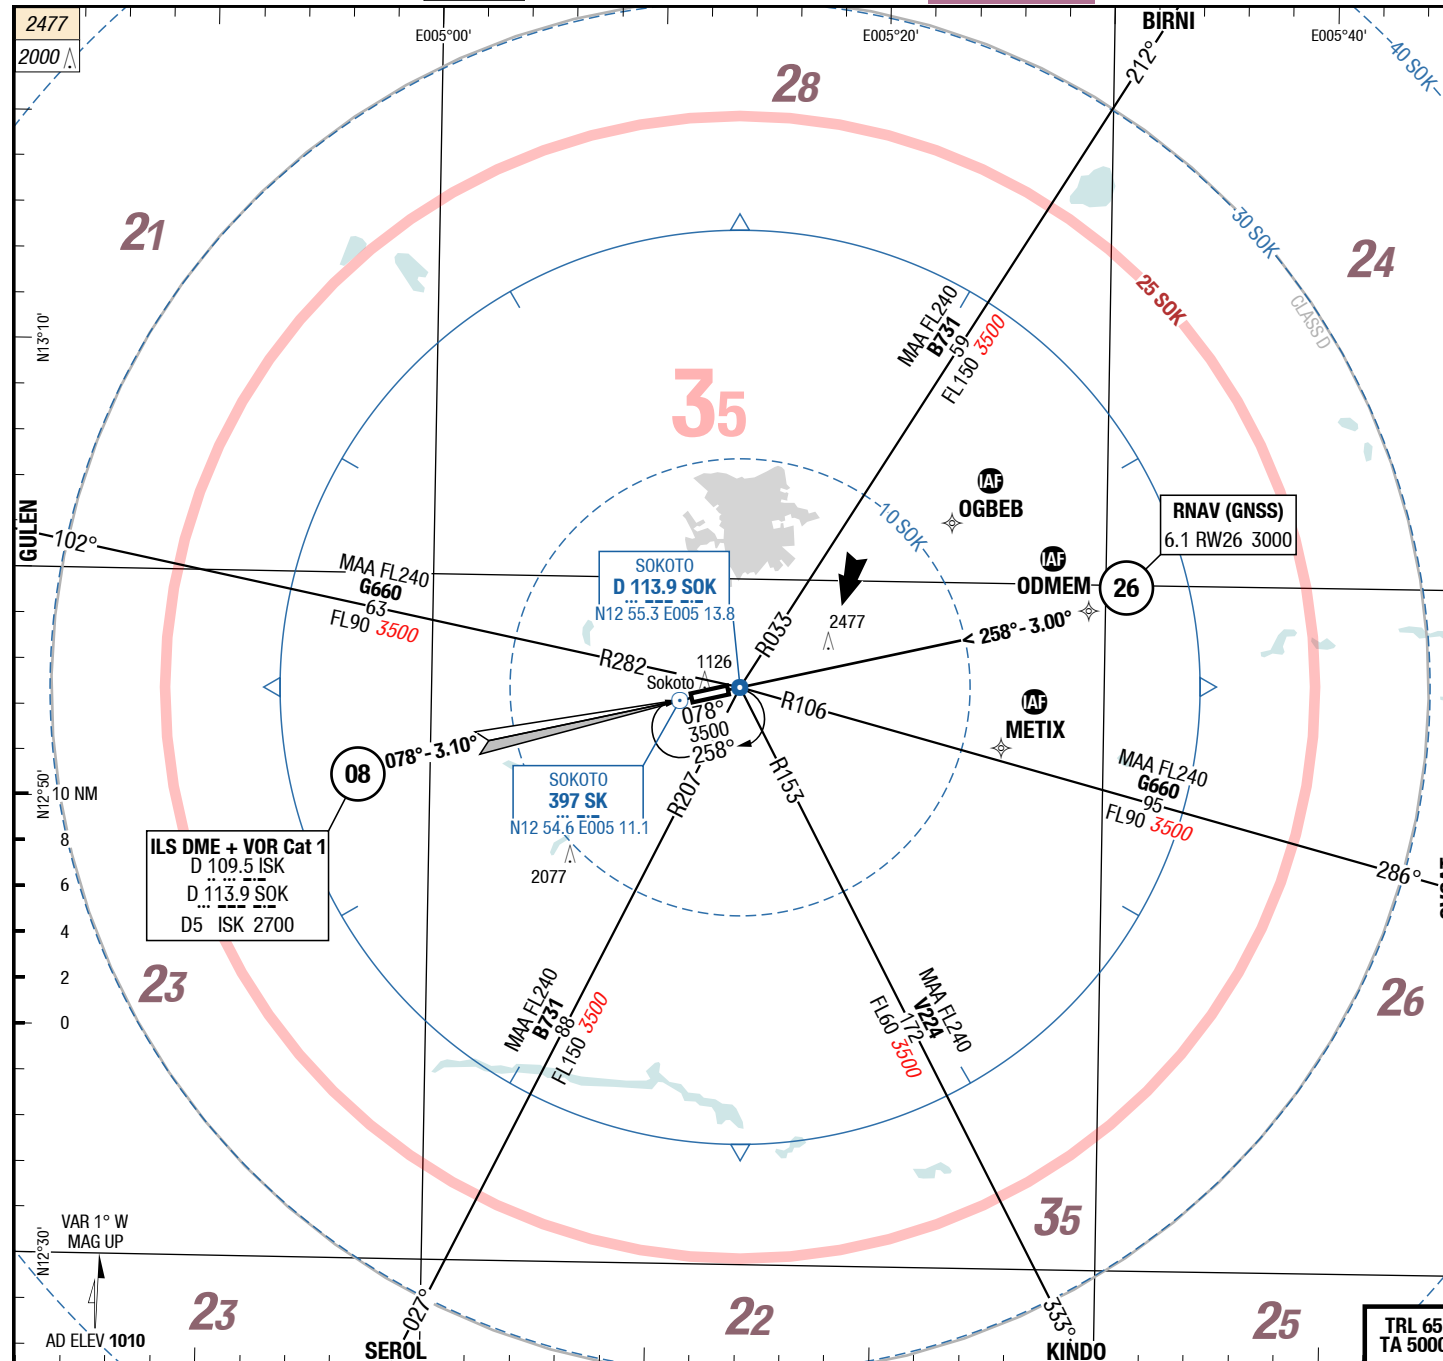 2477
2000
E005°00'
E005°20'
BIRNI
E005°40'
212°
40 SOK
28
21
30 SOK
24
25 SOK
CLASS D
N13°10'
MAA FL240
B731
59
FL150 3500
35
IAF
OGBEB
10 SOK
RNAV (GNSS)
6.1 RW26 3000
GULEN
102°
MAA FL240
G660
63
FL90 3500
SOKOTO
D 113.9 SOK
N12 55.3 E005 13.8
IAF
ODMEM
26
R033
2477
< 258°- 3.00°
R282
1126
Sokoto
078°
3500
258°
R106
IAF
METIX
08
078°- 3.10°
SOKOTO
397 SK
N12 54.6 E005 11.1
R207
R153
MAA FL240
G660
95
FL90 3500
N12°50'
10 NM
8
6
4
2
0
ILS DME + VOR Cat 1
D 109.5 ISK
D 113.9 SOK
D5 ISK 2700
2077
286°
23
MAA FL240
B731
88
FL150 3500
MAA FL240
V224
172
FL60 3500
26
35
VAR 1° W
MAG UP
N12°30'
AD ELEV 1010
23
027°
SEROL
22
333°
KINDO
25
TRL 65
TA 5000